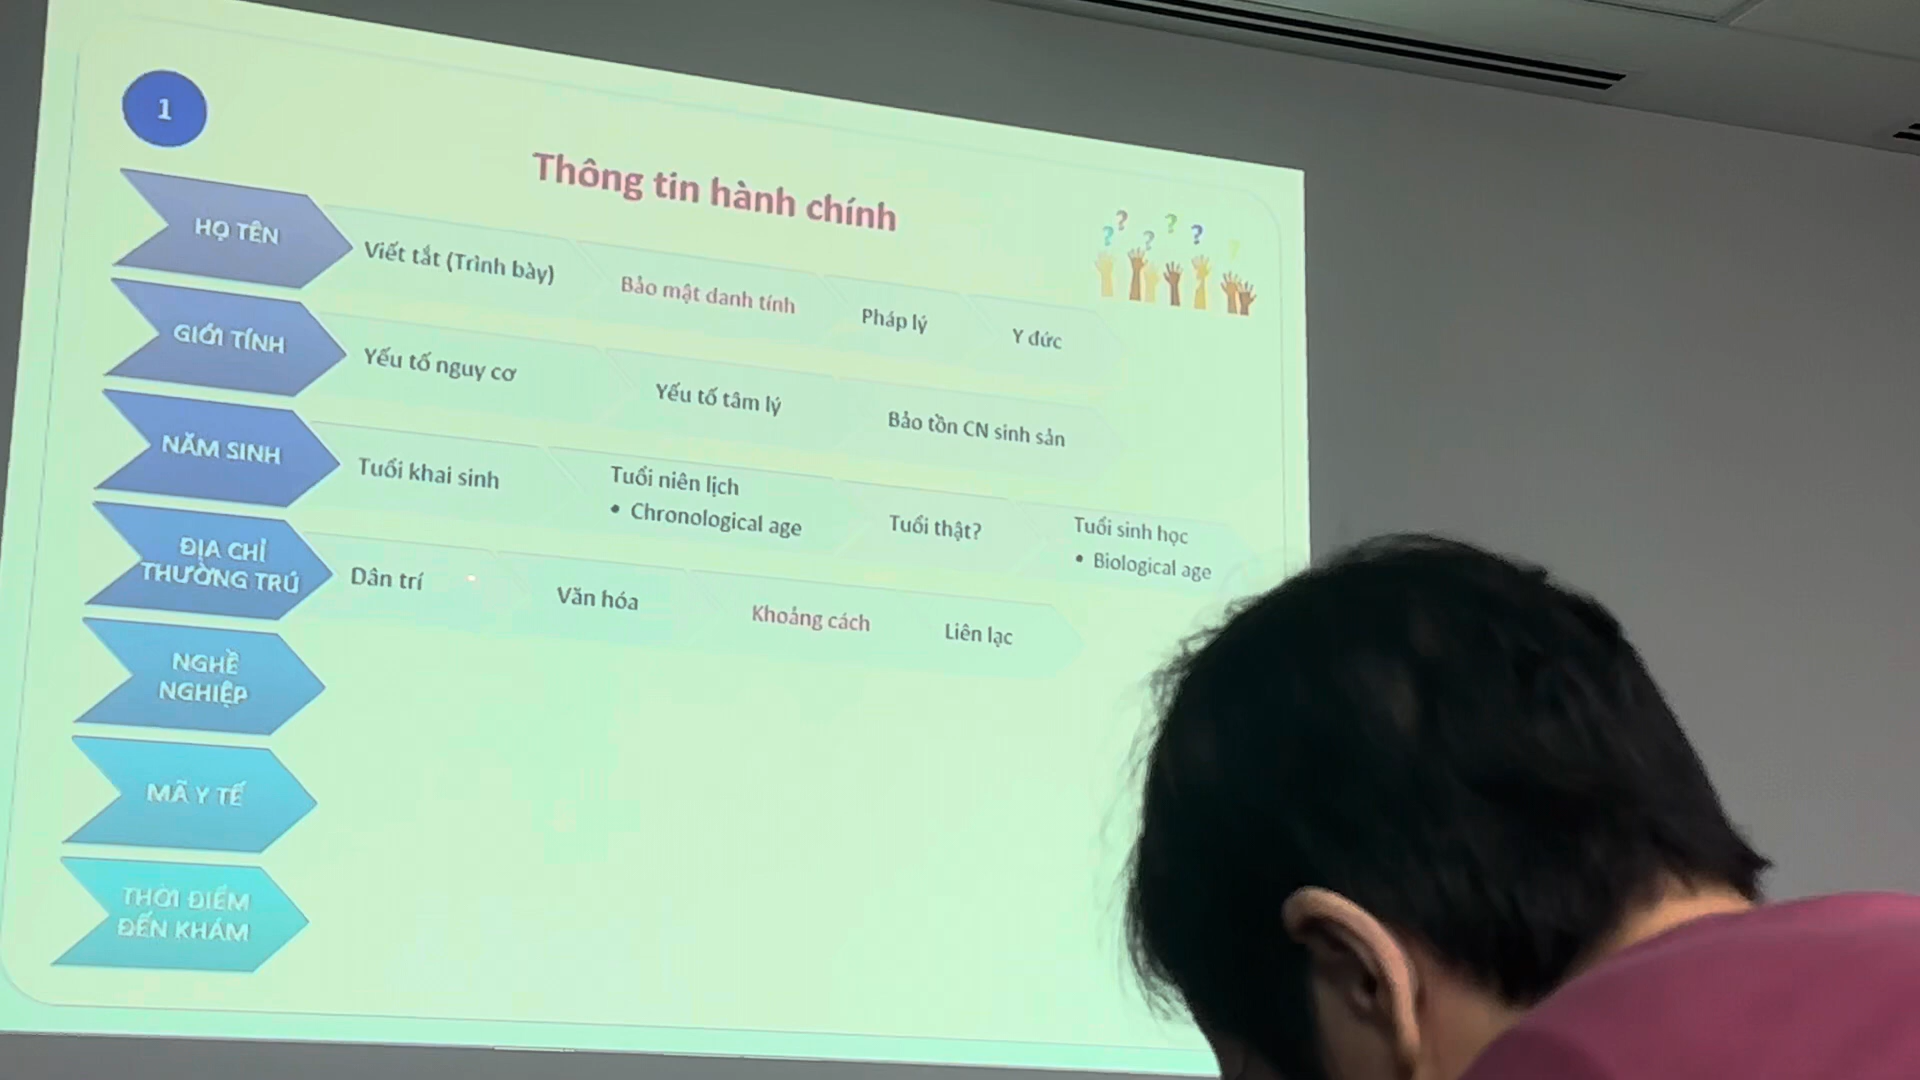 1
Thông tin hành chính
? ? ? ? ? ?
HỌ TÊN
Viết tắt (Trình bày)
Bảo mật danh tính
Pháp lý
Y đức
GIỚI TÍNH
Yếu tố nguy cơ
Yếu tố tâm lý
Bảo tồn CN sinh sản
NĂM SINH
Tuổi khai sinh
Tuổi niên lịch
• Chronological age
Tuổi thật?
Tuổi sinh học
• Biological age
ĐỊA CHỈ
THƯỜNG TRÚ
Dân trí
Văn hóa
Khoảng cách
Liên lạc
NGHỀ
NGHIỆP
MÃ Y TẾ
THỜI ĐIỂM
ĐẾN KHÁM